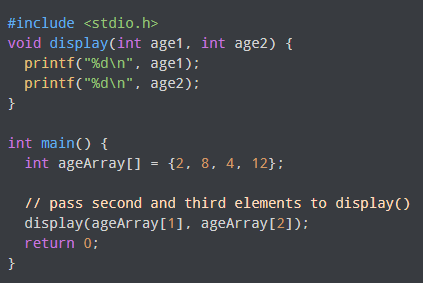 #include <stdio.h>
void display(int age1, int age2) {
  printf("%d\n", age1);
  printf("%d\n", age2);
}

int main() {
  int ageArray[] = {2, 8, 4, 12};

  // pass second and third elements to display()
  display(ageArray[1], ageArray[2]);
  return 0;
}